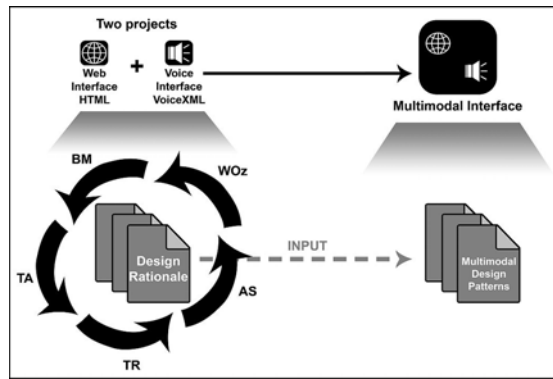 Two projects
+
Web
Interface
HTML
Voice
Interface
VoiceXML
Multimodal Interface
BM
WOz
Design
Rationale
INPUT
Multimodal
Design
Patterns
TA
AS
TR